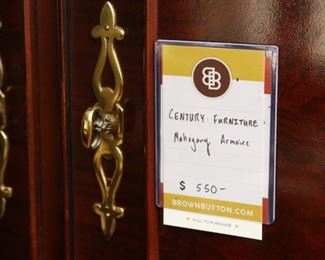 BB
CENTURY FURNITURE
Mahogany Armoire
$ 550-
BROWNBUTTON.COM
PULL TO PURCHASE